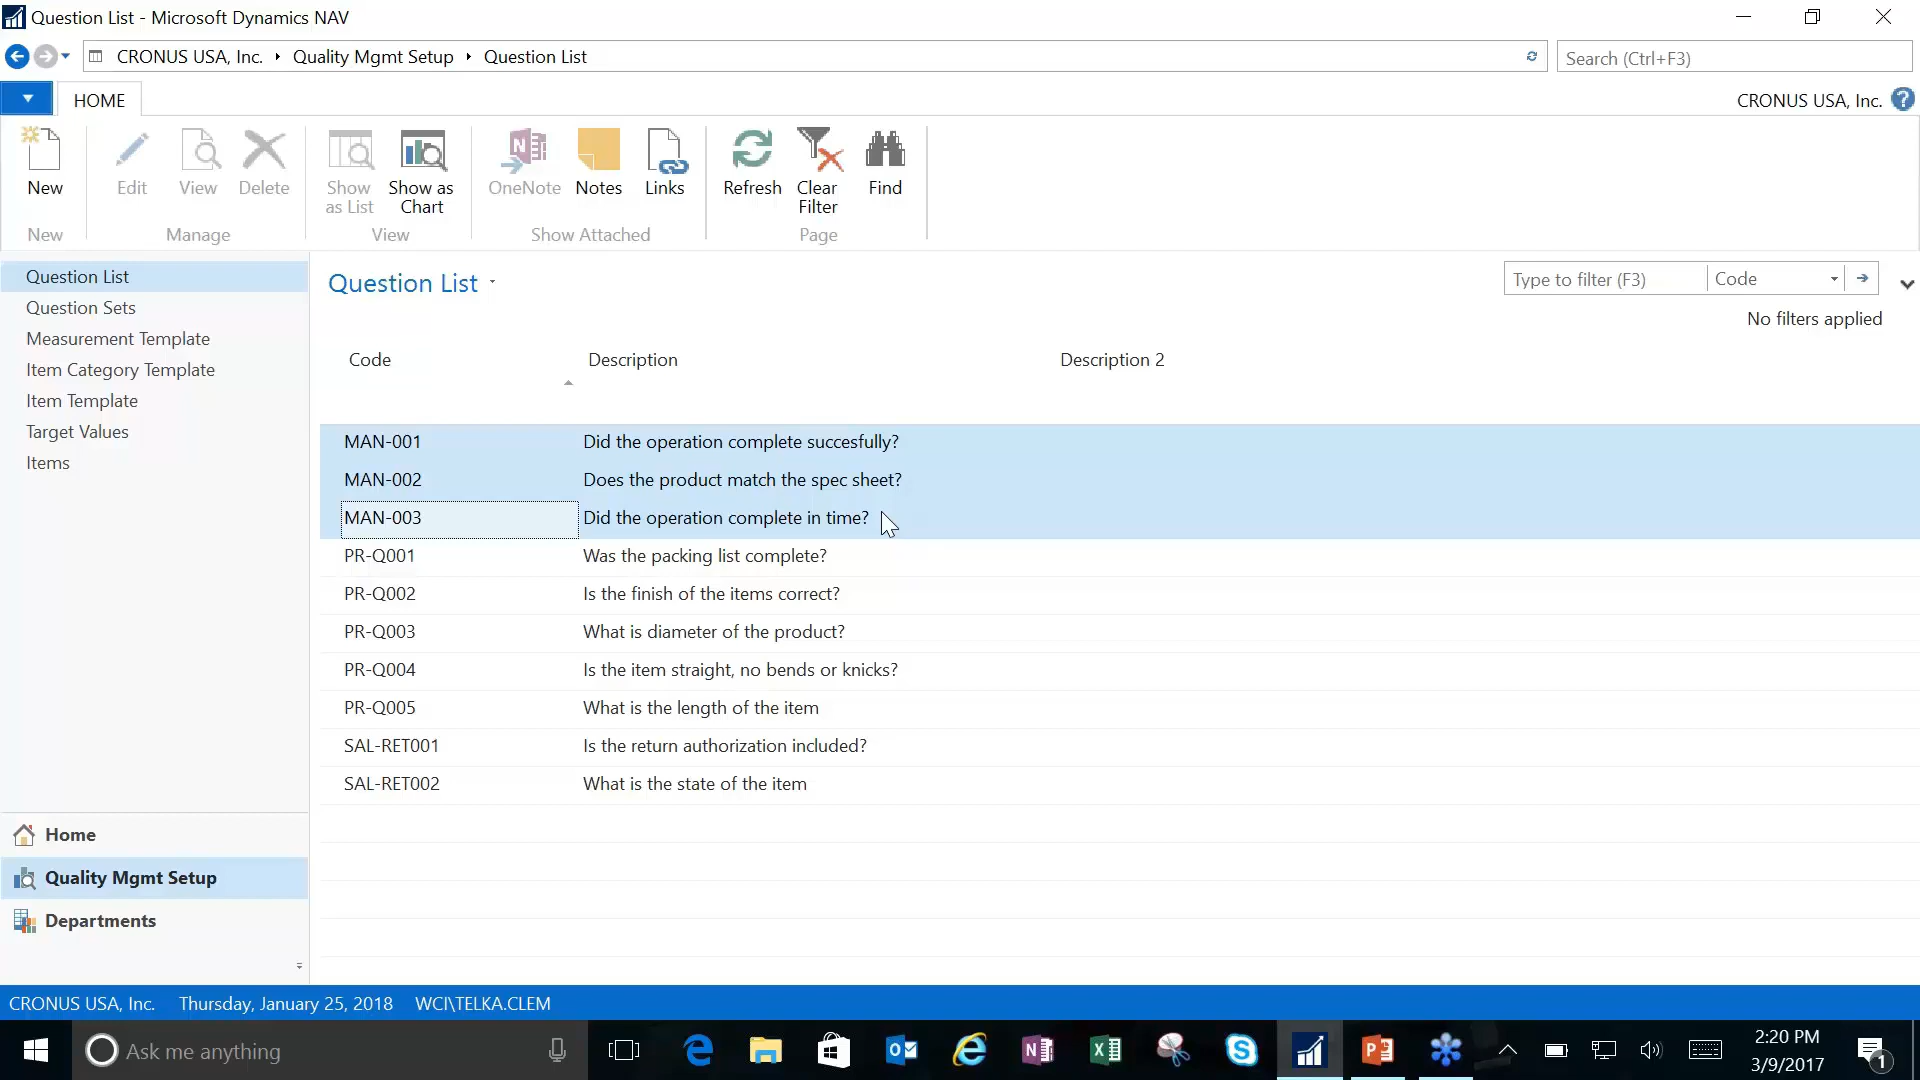 Question List - Microsoft Dynamics NAV
CRONUS USA, Inc. Quality Mgmt Setup Question List
Search (Ctrl+F3)
HOME
CRONUS USA, Inc.
New
Edit
View
Delete
Show as List
Show as Chart
OneNote
Notes
Links
Refresh
Clear Filter
Find
New
Manage
View
Show Attached
Page
Question List
Question Sets
Measurement Template
Item Category Template
Item Template
Target Values
Items
Home
Quality Mgmt Setup
Departments
Question List
Type to filter (F3)
Code
No filters applied
Code Description Description 2
MAN-001 Did the operation complete succesfully?
MAN-002 Does the product match the spec sheet?
MAN-003 Did the operation complete in time?
PR-Q001 Was the packing list complete?
PR-Q002 Is the finish of the items correct?
PR-Q003 What is diameter of the product?
PR-Q004 Is the item straight, no bends or knicks?
PR-Q005 What is the length of the item
SAL-RET001 Is the return authorization included?
SAL-RET002 What is the state of the item
CRONUS USA, Inc. Thursday, January 25, 2018 WCI\TELKA.CLEM
Ask me anything
2:20 PM
3/9/2017
1